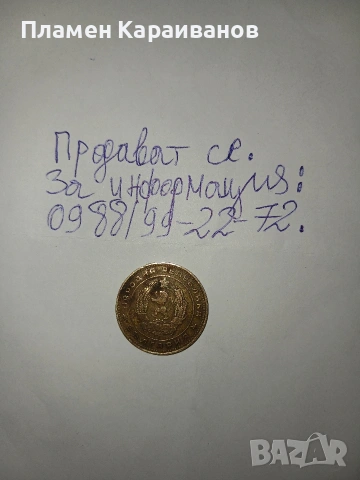 Пламен Караиванов
Продават се.
За информация:
0988/99-22-72.
BAZAR